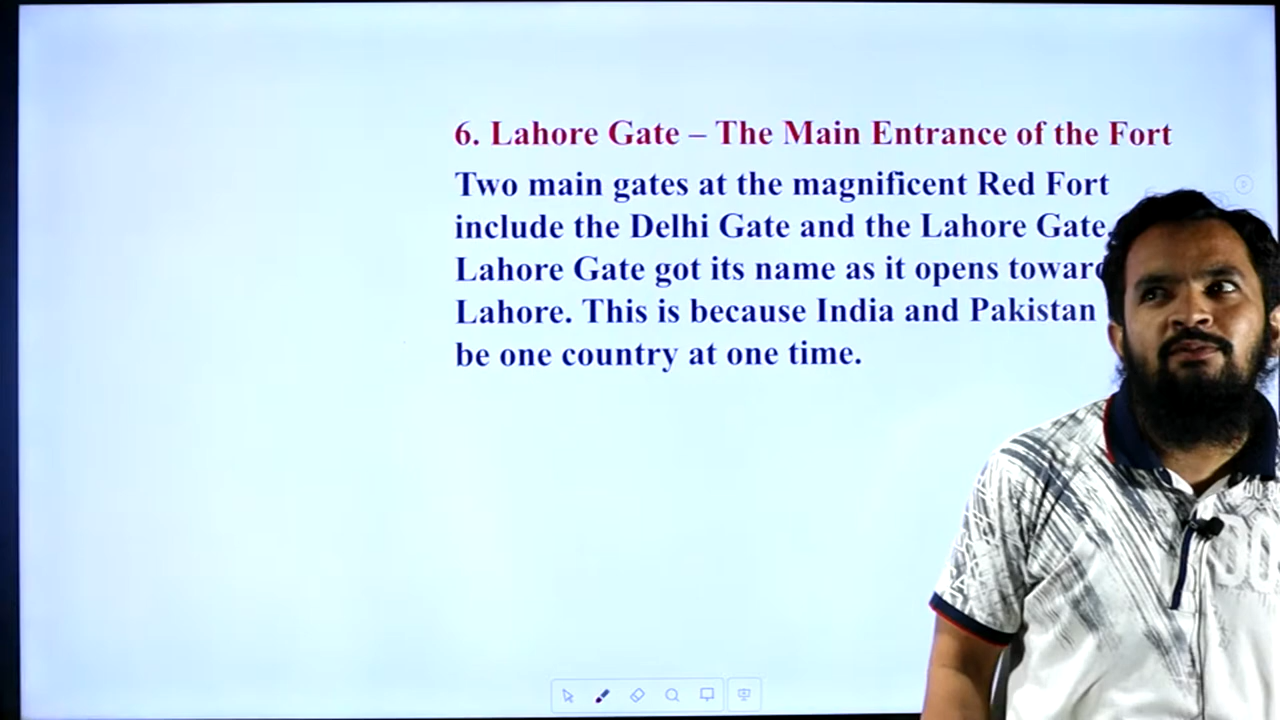 6. Lahore Gate – The Main Entrance of the Fort
Two main gates at the magnificent Red Fort
include the Delhi Gate and the Lahore Gate.
Lahore Gate got its name as it opens
Lahore. This is because India and Pakistan
be one country at one time.